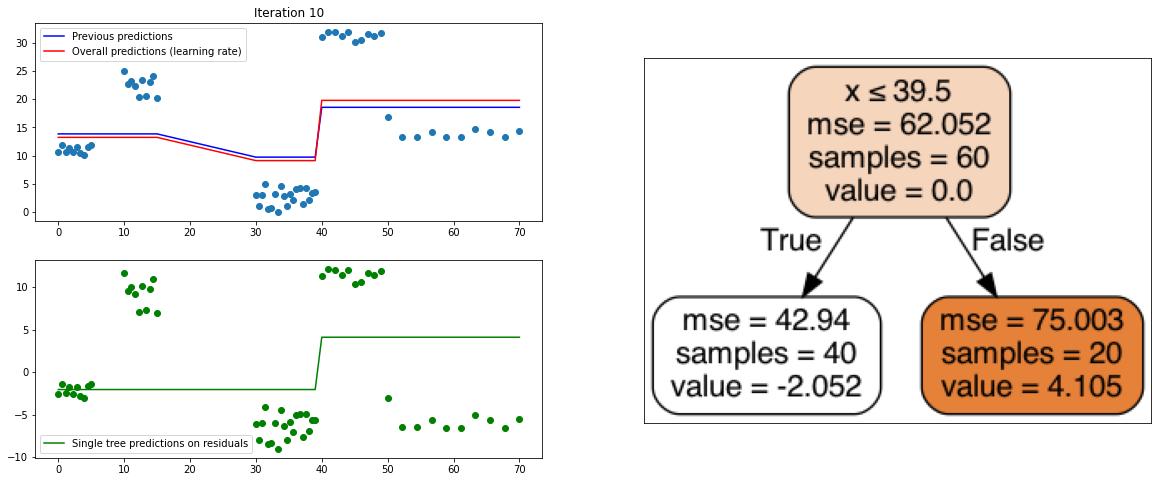 Iteration 10
Previous predictions
Overall predictions (learning rate)
30
25
20
15
10
5
0
0 10 20 30 40 50 60 70
10
5
0
−5
−10
Single tree predictions on residuals
0 10 20 30 40 50 60 70
x ≤ 39.5
mse = 62.052
samples = 60
value = 0.0
True False
mse = 42.94
samples = 40
value = -2.052
mse = 75.003
samples = 20
value = 4.105